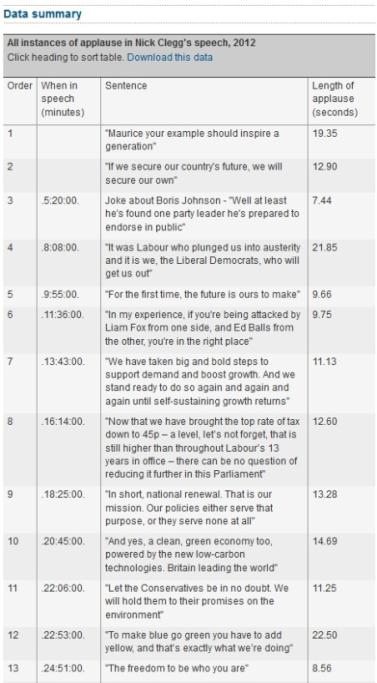 Data summary
All instances of applause in Nick Clegg's speech, 2012
Click heading to sort table. Download this data
Order When in Sentence Length of
speech applause
(minutes) (seconds)
1 "Maurice your example should inspire a 19.35
generation"
2 "If we secure our country's future, we will 12.90
secure our own"
3 .5:20:00. Joke about Boris Johnson - "Well at least 7.44
he's found one party leader he's prepared to
endorse in public"
4 .8:08:00. "It was Labour who plunged us into austerity 21.85
and it is we, the Liberal Democrats, who will
get us out"
5 .9:55:00. "For the first time, the future is ours to make" 9.66
6 .11:36:00. "In my experience, if you're being attacked by 9.75
Liam Fox from one side, and Ed Balls from
the other, you're in the right place"
7 .13:43:00. "We have taken big and bold steps to 11.13
support demand and boost growth. And we
stand ready to do so again and again and
again until self-sustaining growth returns"
8 .16:14:00. "Now that we have brought the top rate of tax 12.60
down to 45p – a level, let's not forget, that is
still higher than throughout Labour's 13
years in office – there can be no question of
reducing it further in this Parliament"
9 .18:25:00. "In short, national renewal. That is our 13.28
mission. Our policies either serve that
purpose, or they serve none at all"
10 .20:45:00. "And yes, a clean, green economy too, 14.69
powered by the new low-carbon
technologies. Britain leading the world"
11 .22:06:00. "Let the Conservatives be in no doubt. We 11.25
will hold them to their promises on the
environment"
12 .22:53:00. "To make blue go green you have to add 22.50
yellow, and that's exactly what we're doing"
13 .24:51:00. "The freedom to be who you are" 8.56